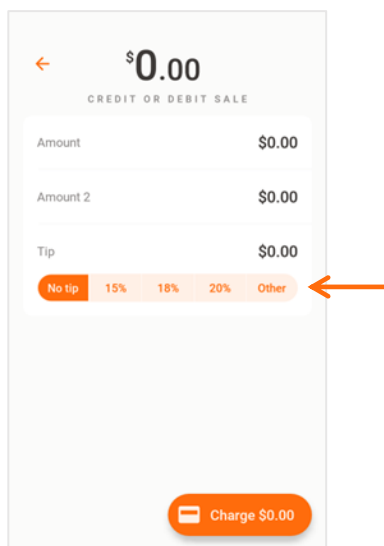 $0.00
CREDIT OR DEBIT SALE
Amount $0.00
Amount 2 $0.00
Tip $0.00
No tip 15% 18% 20% Other
Charge $0.00